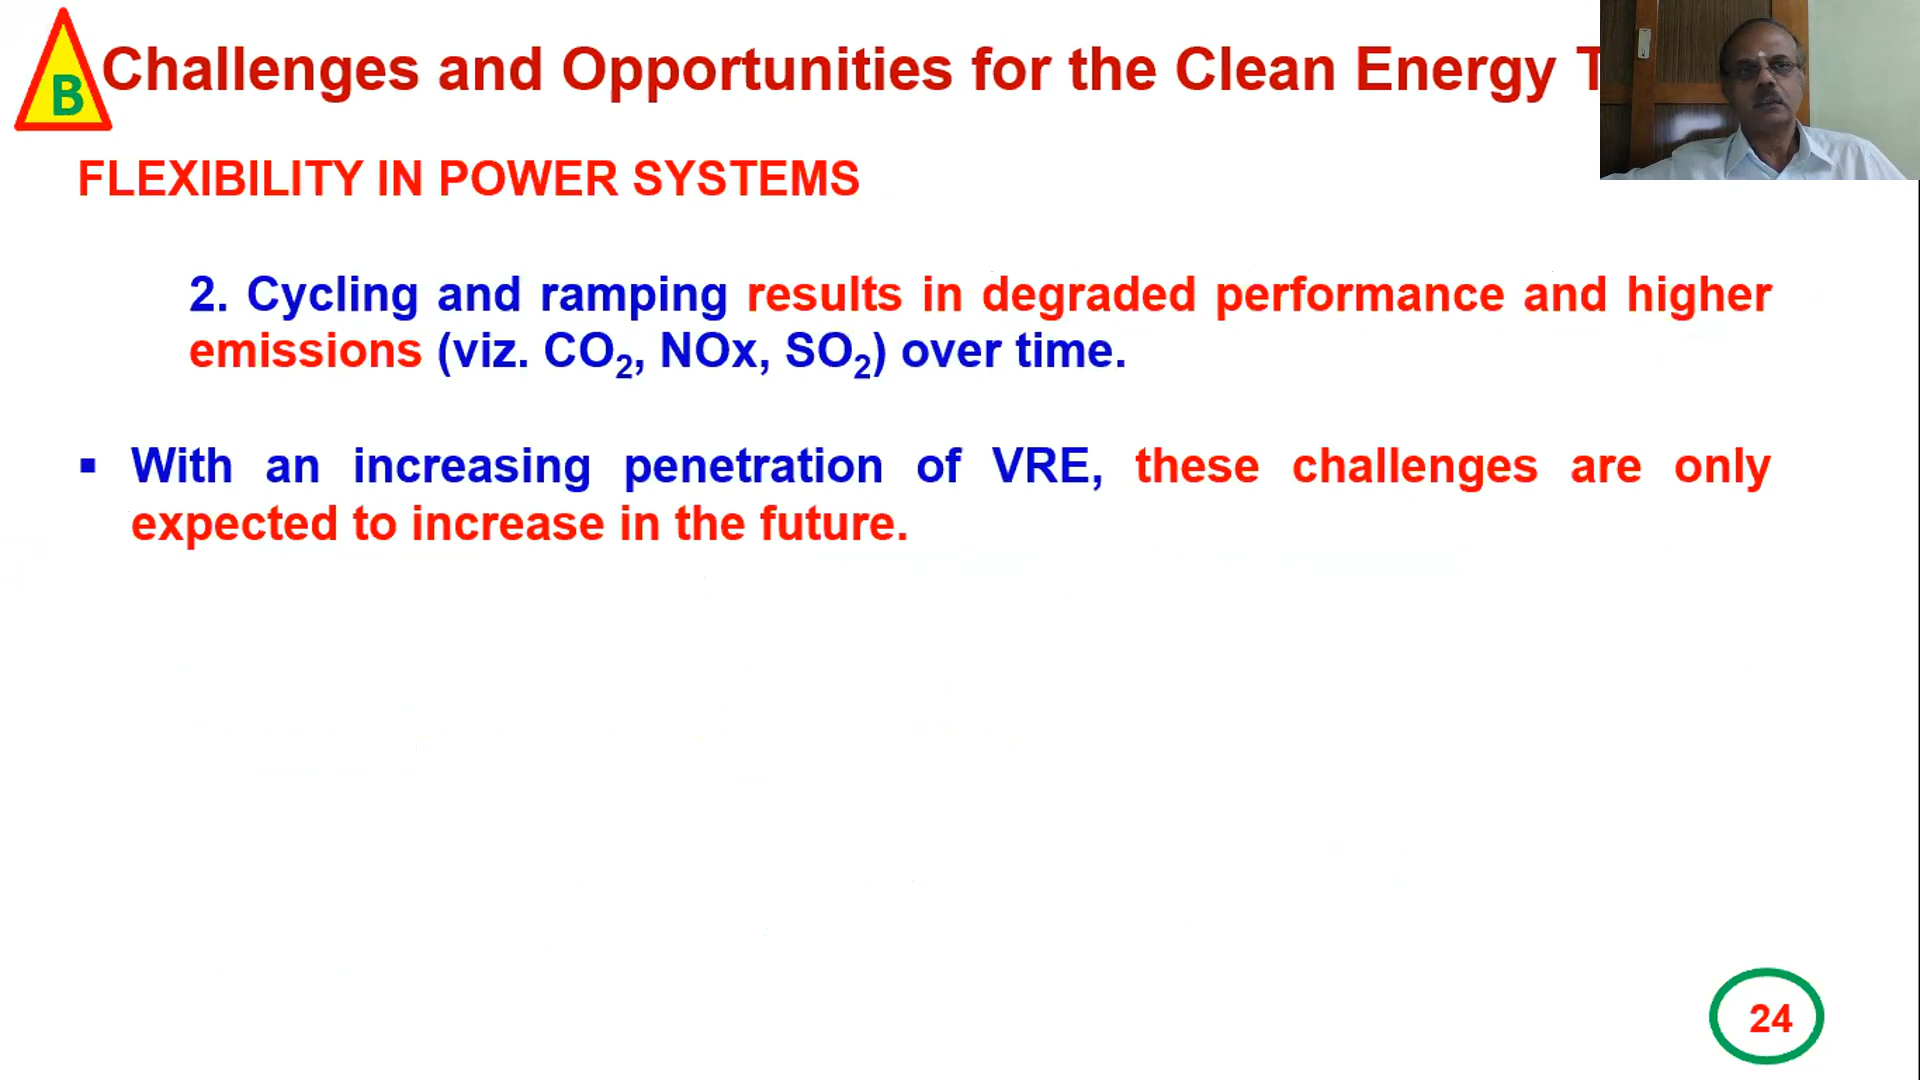 B
Challenges and Opportunities for the Clean Energy
FLEXIBILITY IN POWER SYSTEMS
2. Cycling and ramping results in degraded performance and higher
emissions (viz. CO₂, NOx, SO₂) over time.
▪ With an increasing penetration of VRE, these challenges are only
expected to increase in the future.
24